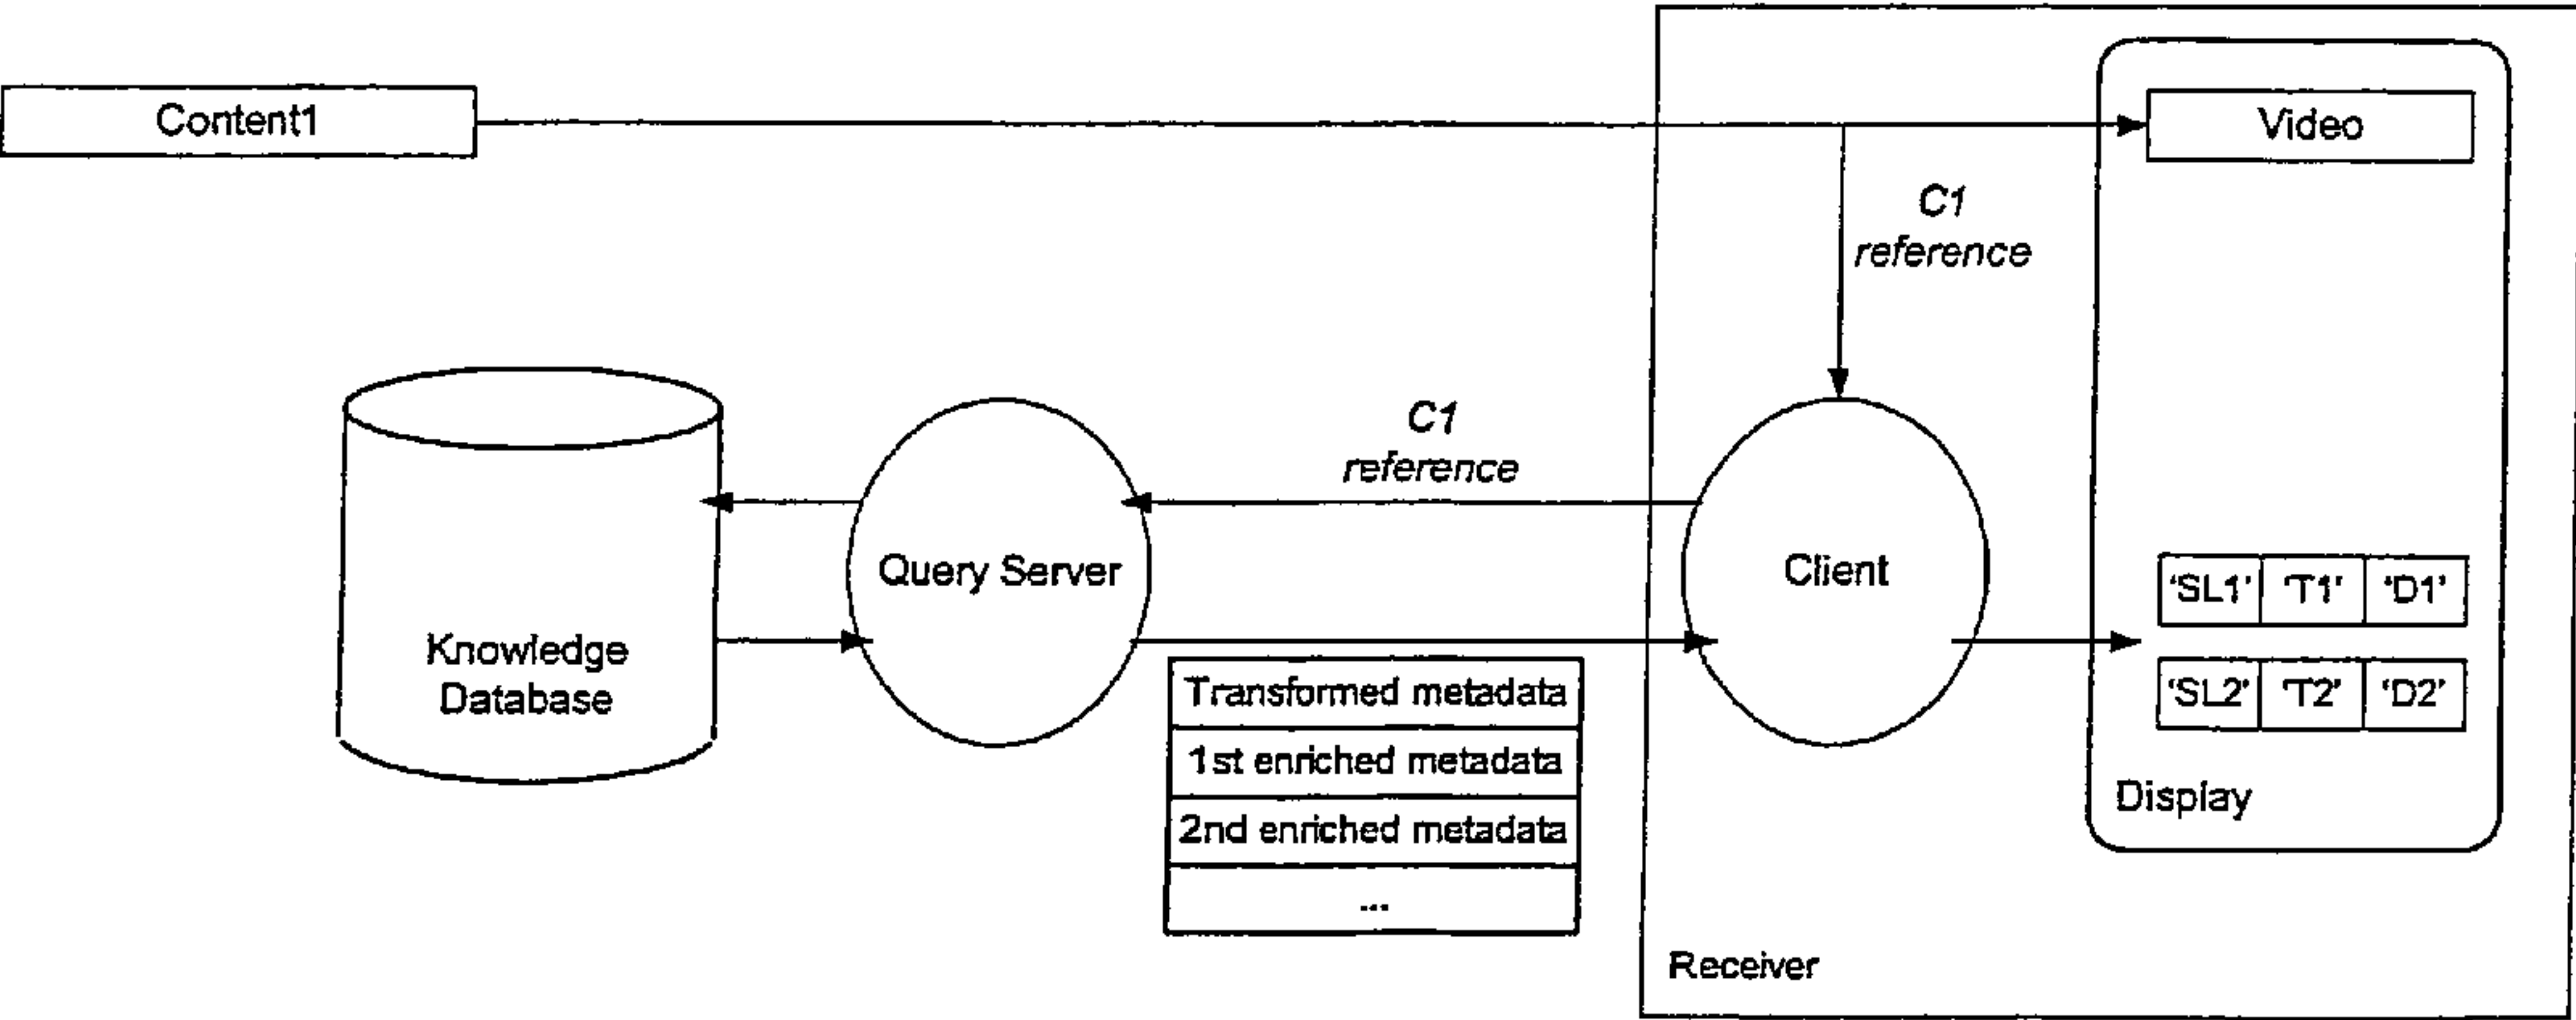 Content1
Video
C1
reference
C1
reference
Query Server
Client
'SL1' 'T1' 'D1'
Knowledge
Database
'SL2' 'T2' 'D2'
Transformed metadata
1st enriched metadata
2nd enriched metadata
...
Display
Receiver